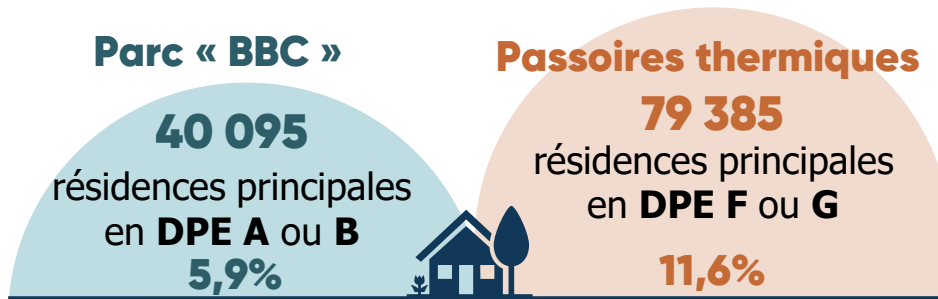 Parc « BBC »
40 095
résidences principales
en DPE A ou B
5,9%
Passoires thermiques
79 385
résidences principales
en DPE F ou G
11,6%